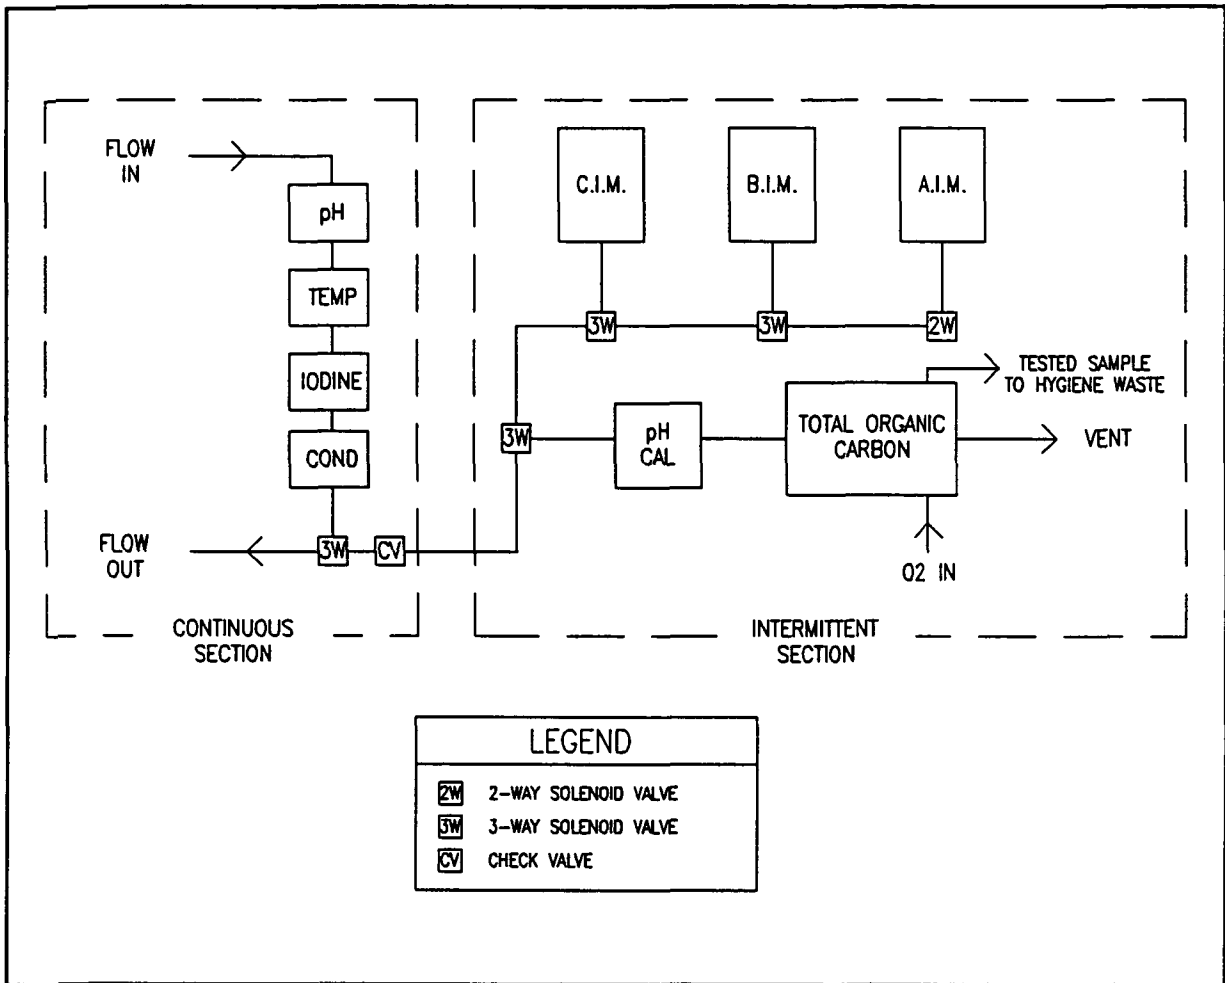 FLOW
IN
pH
TEMP
IODINE
COND
3W
CV
FLOW
OUT
CONTINUOUS
SECTION
C.I.M.
B.I.M.
A.I.M.
3W
3W
2W
3W
pH
CAL
TOTAL ORGANIC
CARBON
TESTED SAMPLE
TO HYGIENE WASTE
VENT
O2 IN
INTERMITTENT
SECTION
LEGEND
2W 2-WAY SOLENOID VALVE
3W 3-WAY SOLENOID VALVE
CV CHECK VALVE